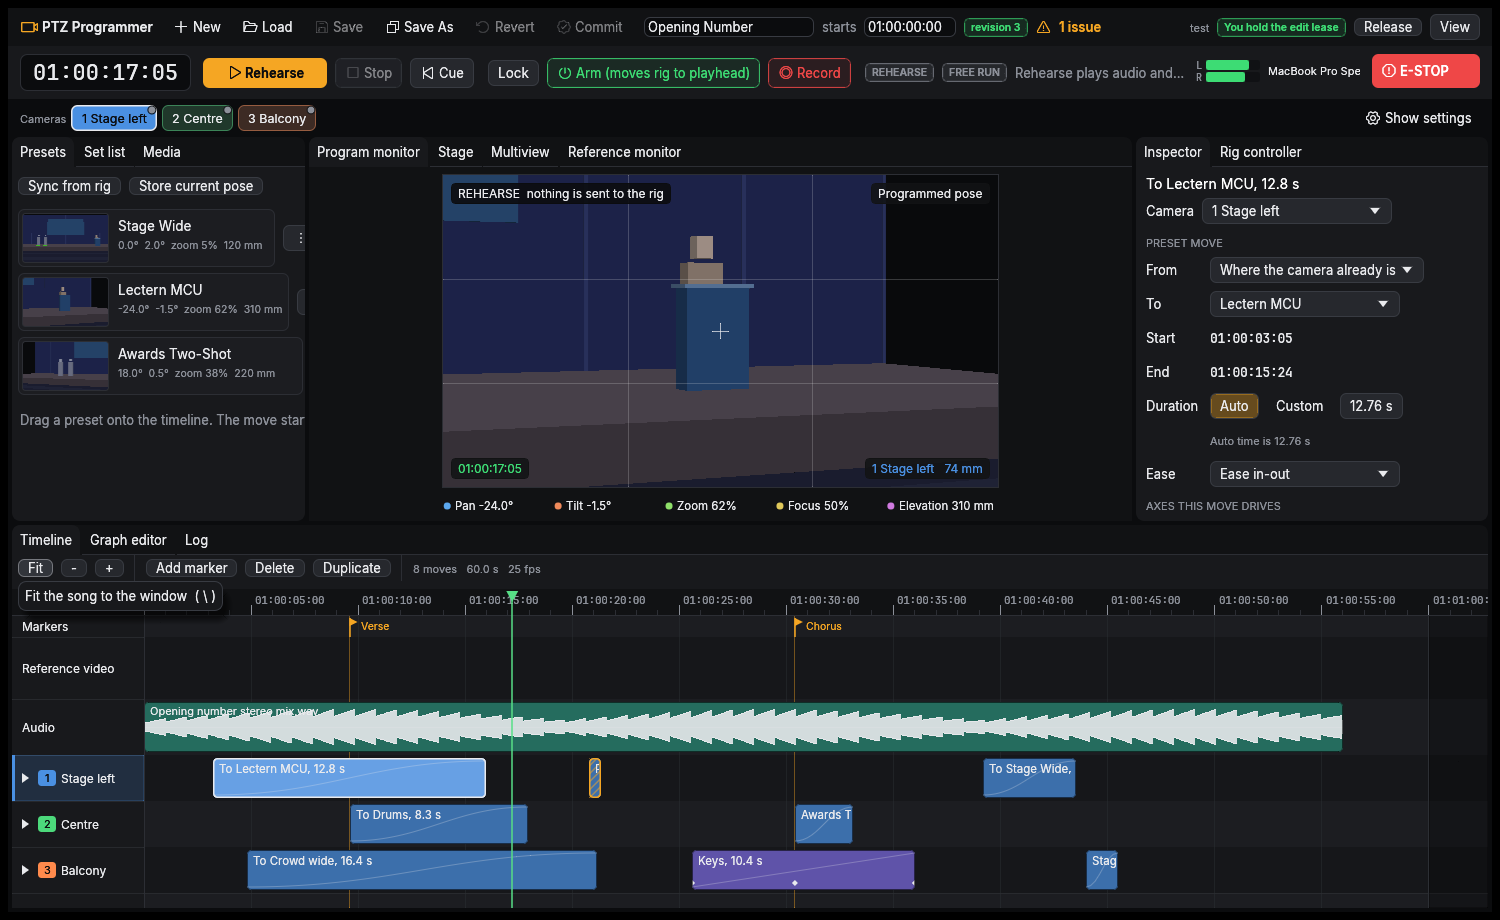 PTZ Programmer New Load Save Save As Revert Commit Opening Number starts 01:00:00:00 revision 3 1 issue test You hold the edit lease Release View
01:00:17:05 Rehearse Stop Cue Lock Arm (moves rig to playhead) Record REHEARSE FREE RUN Rehearse plays audio and... L R MacBook Pro Spe E-STOP
Cameras 1 Stage left 2 Centre 3 Balcony Show settings
Presets Set list Media
Sync from rig Store current pose
Stage Wide
0.0° 2.0° zoom 5% 120 mm
Lectern MCU
-24.0° -1.5° zoom 62% 310 mm
Awards Two-Shot
18.0° 0.5° zoom 38% 220 mm
Drag a preset onto the timeline. The move star
Program monitor Stage Multiview Reference monitor
REHEARSE nothing is sent to the rig Programmed pose
01:00:17:05 1 Stage left 74 mm
Pan -24.0° Tilt -1.5° Zoom 62% Focus 50% Elevation 310 mm
Inspector Rig controller
To Lectern MCU, 12.8 s
Camera 1 Stage left
PRESET MOVE
From Where the camera already is
To Lectern MCU
Start 01:00:03:05
End 01:00:15:24
Duration Auto Custom 12.76 s
Auto time is 12.76 s
Ease Ease in-out
AXES THIS MOVE DRIVES
Timeline Graph editor Log
Fit - + Add marker Delete Duplicate 8 moves 60.0 s 25 fps
Fit the song to the window (\)
01:00:05:00 01:00:10:00 01:00:15:00 01:00:20:00 01:00:25:00 01:00:30:00 01:00:35:00 01:00:40:00 01:00:45:00 01:00:50:00 01:00:55:00 01:01:00:
Markers Verse Chorus
Reference video
Opening number stereo mix.wav
Audio
1 Stage left To Lectern MCU, 12.8 s To Stage Wide,
2 Centre To Drums, 8.3 s Awards T
3 Balcony To Crowd wide, 16.4 s Keys, 10.4 s Stag